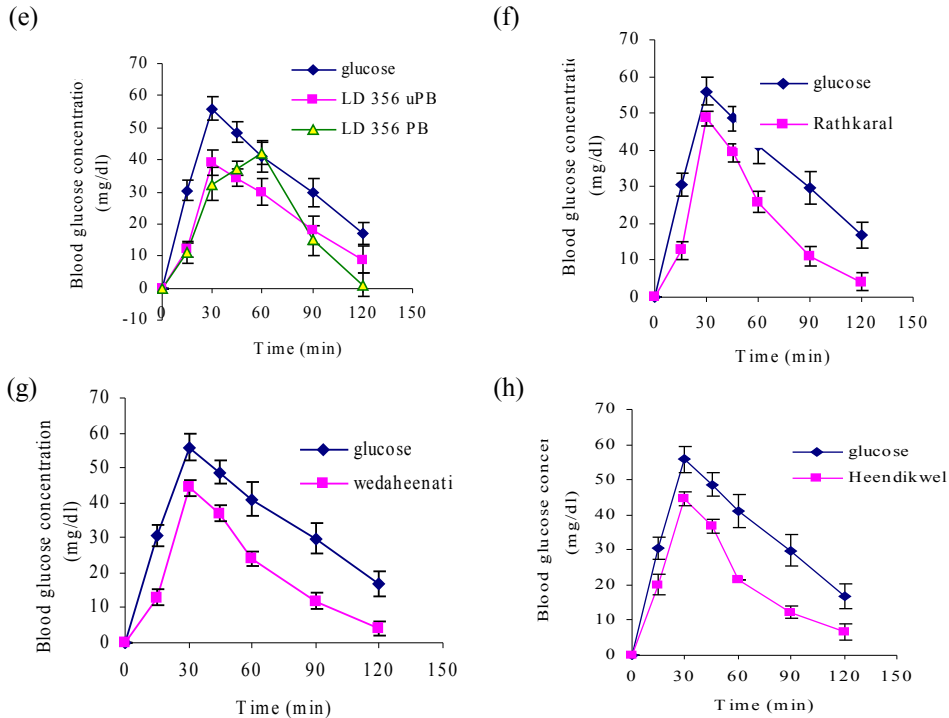 (e)
Blood glucose concentration
(mg/dl)
70
60
50
40
30
20
10
0
-10
0
30
60
90
120
150
Time (min)
glucose
LD 356 uPB
LD 356 PB
(f)
Blood glucose concentratio
(mg/dl)
70
60
50
40
30
20
10
0
0
30
60
90
120
150
Time (min)
glucose
Rathkaral
(g)
Blood glucose concentration
(mg/dl)
70
60
50
40
30
20
10
0
0
30
60
90
120
150
Time (min)
glucose
wedaheenati
(h)
Blood glucose concer
(mg/dl)
70
60
50
40
30
20
10
0
0
30
60
90
120
150
Time (min)
glucose
Heendikwel